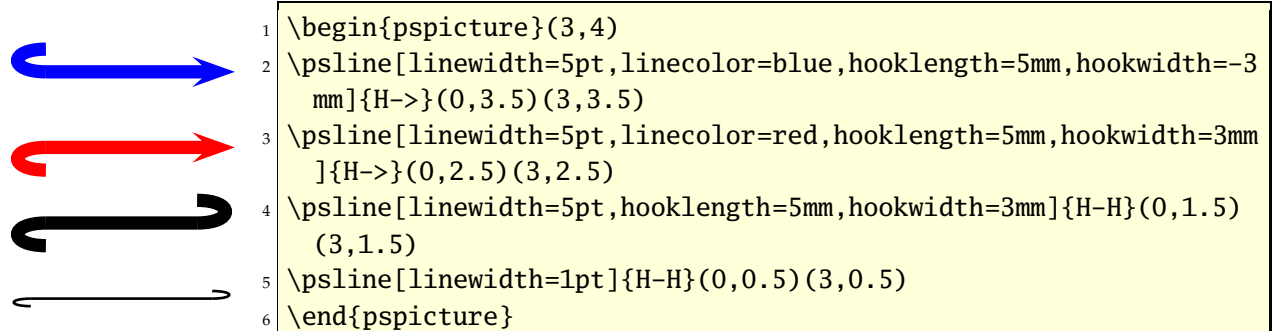 1 \begin{pspicture}(3,4)
2 \psline[linewidth=5pt,linecolor=blue,hooklength=5mm,hookwidth=-3
mm]{H->}(0,3.5)(3,3.5)
3 \psline[linewidth=5pt,linecolor=red,hooklength=5mm,hookwidth=3mm
]{H->}(0,2.5)(3,2.5)
4 \psline[linewidth=5pt,hooklength=5mm,hookwidth=3mm]{H-H}(0,1.5)
(3,1.5)
5 \psline[linewidth=1pt]{H-H}(0,0.5)(3,0.5)
6 \end{pspicture}